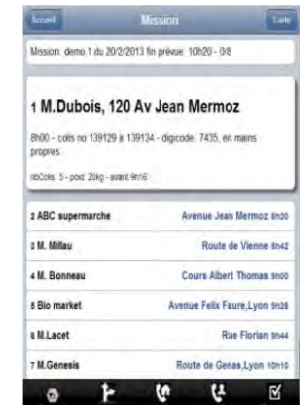 Accueil Mission Carte
Mission: demo 1 du 20/2/2013 fin prévue: 10h20 - 0/8
1 M.Dubois, 120 Av Jean Mermoz
8h00 - colis no 139129 à 139134 - digicode: 7435, en mains
propres.
nbColis: 5 - poid: 20kg - avant 9h15
2 ABC supermarche Avenue Jean Mermoz 8h20
3 M. Millau Route de Vienne 8h42
4 M. Bonneau Cours Albert Thomas 9h00
5 Bio market Avenue Felix Faure,Lyon 9h28
6 M.Lacet Rue Florian 9h44
7 M.Genesis Route de Genas,Lyon 10h10